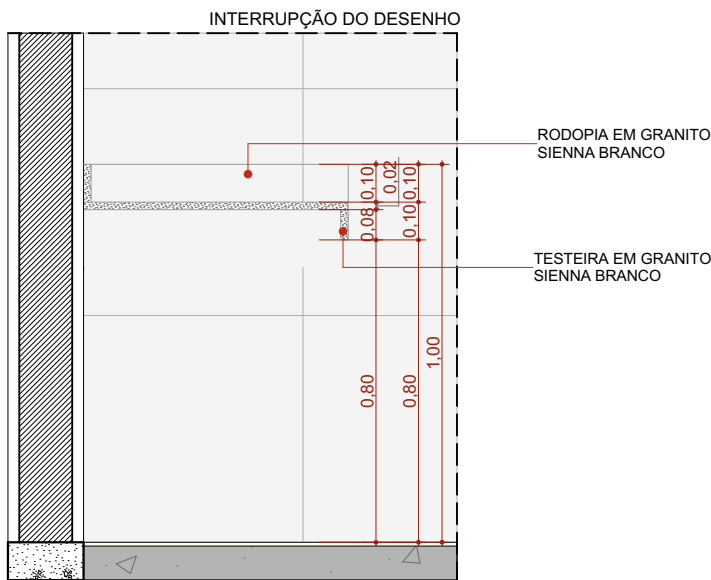 INTERRUPÇÃO DO DESENHO
RODOPIA EM GRANITO
SIENNA BRANCO
0,10
0,02
0,10
0,08
0,10
TESTEIRA EM GRANITO
SIENNA BRANCO
1,00
0,80
0,80